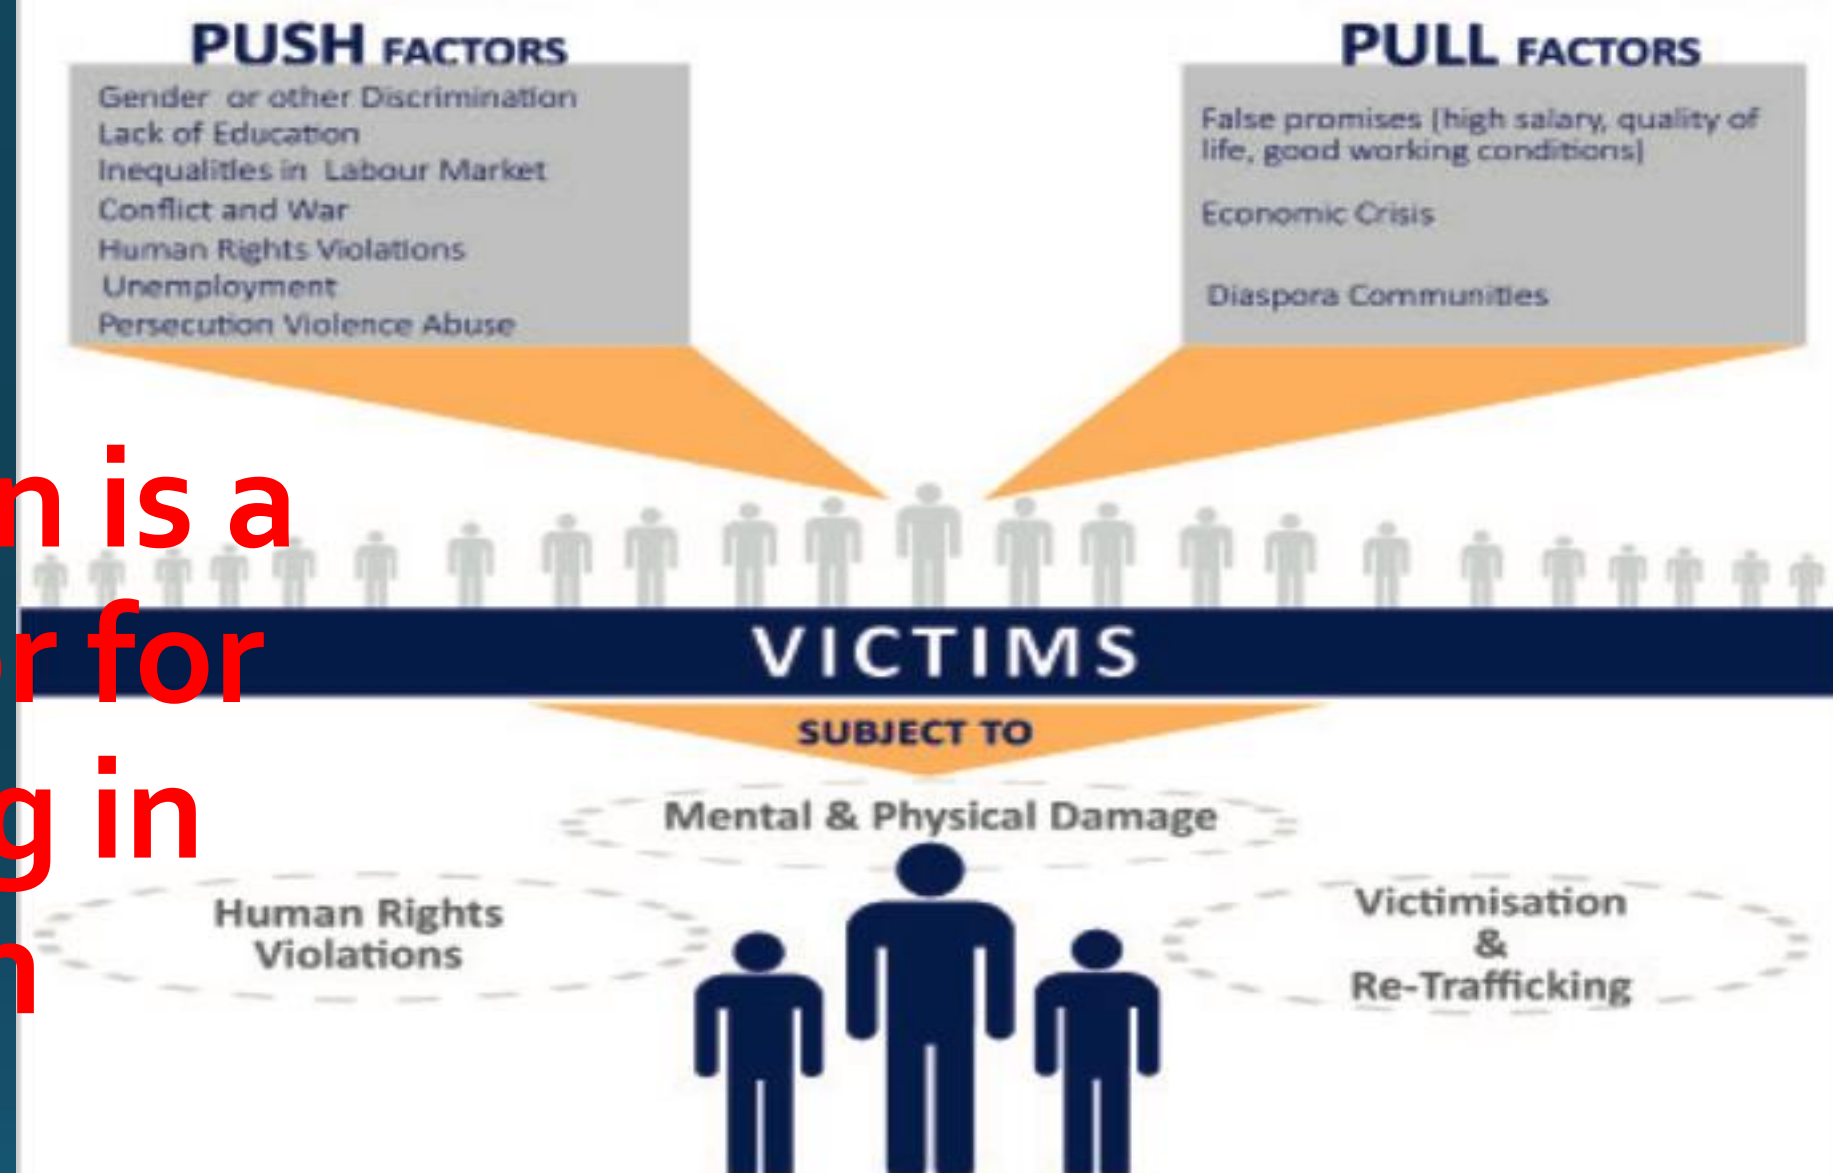 PUSH FACTORS
Gender or other Discrimination
Lack of Education
Inequalities in Labour Market
Conflict and War
Human Rights Violations
Unemployment
Persecution Violence Abuse
PULL FACTORS
False promises (high salary, quality of
life, good working conditions)
Economic Crisis
Diaspora Communities
n is a
r for
g in
VICTIMS
SUBJECT TO
Mental & Physical Damage
Human Rights
Violations
Victimisation
&
Re-Trafficking